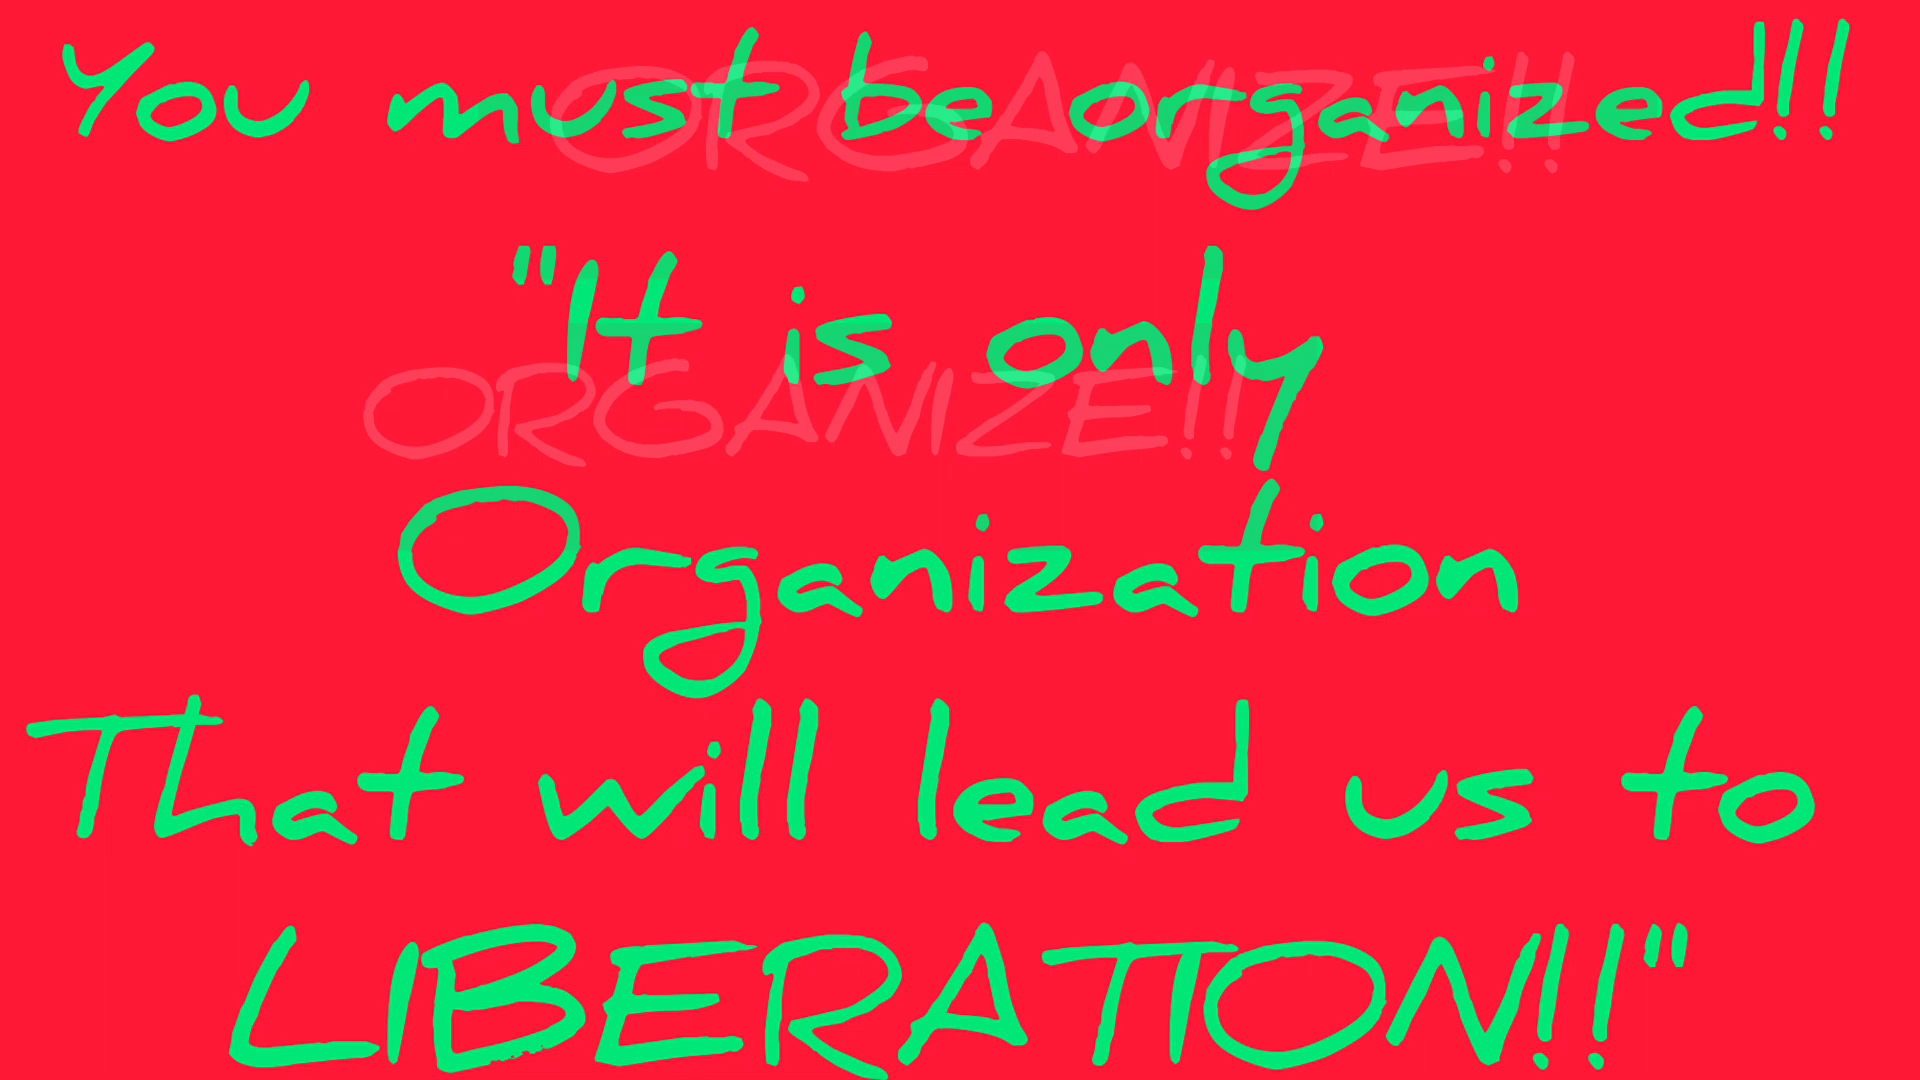 You must be organized!!
ORGANIZE!!
"It is only
ORGANIZE!!
Organization
That will lead us to
LIBERATION!!"